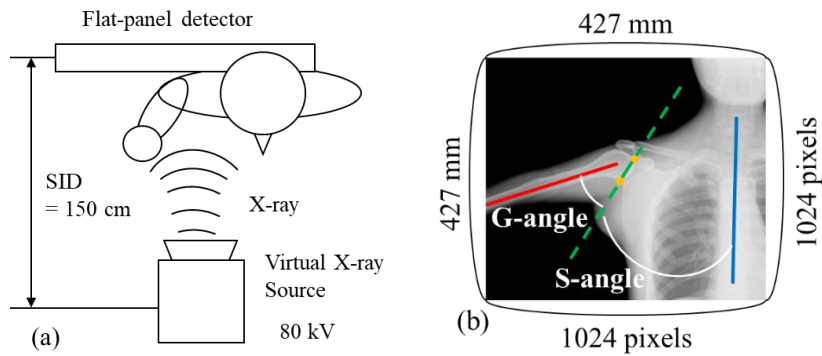 Flat-panel detector
SID
= 150 cm
X-ray
Virtual X-ray
Source
80 kV
(a)
427 mm
427 mm
G-angle
S-angle
1024 pixels
1024 pixels
(b)